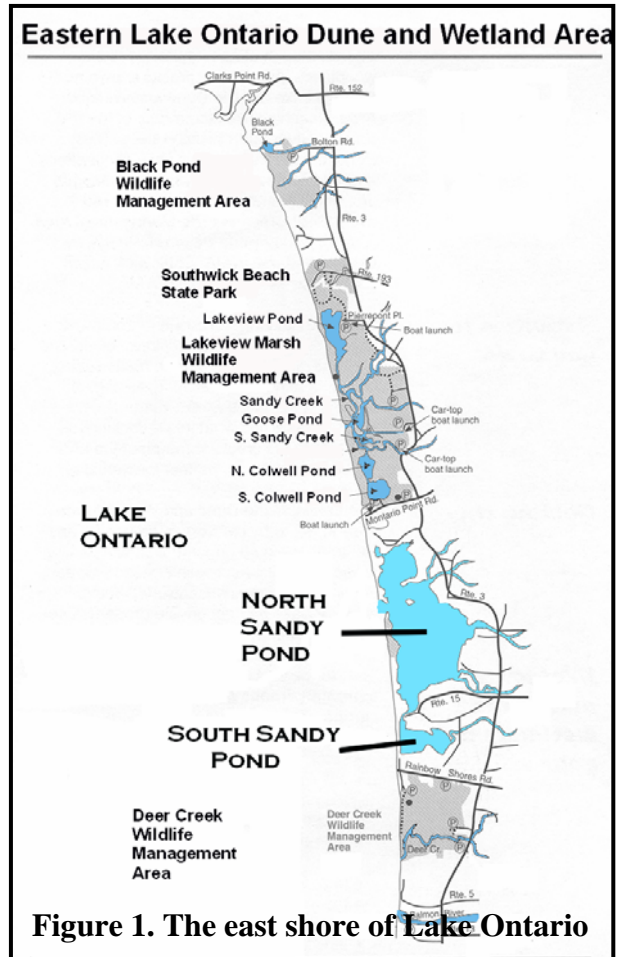 Eastern Lake Ontario Dune and Wetland Area
Clarks Point Rd.
Rte. 152
Black
Pond
Bolton Rd.
P
Black Pond
Wildlife
Management Area
Rte. 3
Southwick Beach
State Park
P
Rte. 193
Lakeview Pond
Pierrepont Pl.
P
Boat launch
Lakeview Marsh
Wildlife
Management Area
Sandy Creek
P
Goose Pond
Car-top
boat launch
P
S. Sandy Creek
P
Car-top
boat launch
N. Colwell Pond
S. Colwell Pond
P
Boat launch
Montario Point Rd.
LAKE
ONTARIO
Rte. 3
NORTH
SANDY
POND
Rte. 15
SOUTH SANDY
POND
Rainbow Shores Rd.
P
P
Deer Creek
Wildlife
Management
Area
Deer Creek
Wildlife
Management
Area
P
Deer Cr.
P
Rte. 5
Salmon River
Figure 1. The east shore of Lake Ontario